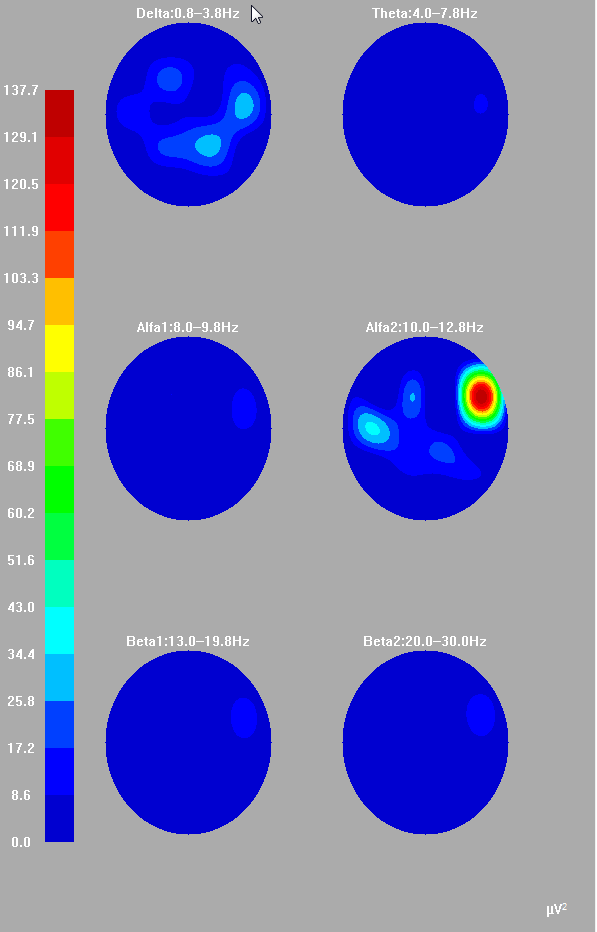 Delta:0.8–3.8Hz
Theta:4.0–7.8Hz
137.7
129.1
120.5
111.9
103.3
94.7
86.1
77.5
68.9
60.2
51.6
43.0
34.4
25.8
17.2
8.6
0.0
Alfa1:8.0–9.8Hz
Alfa2:10.0–12.8Hz
Beta1:13.0–19.8Hz
Beta2:20.0–30.0Hz
µV²